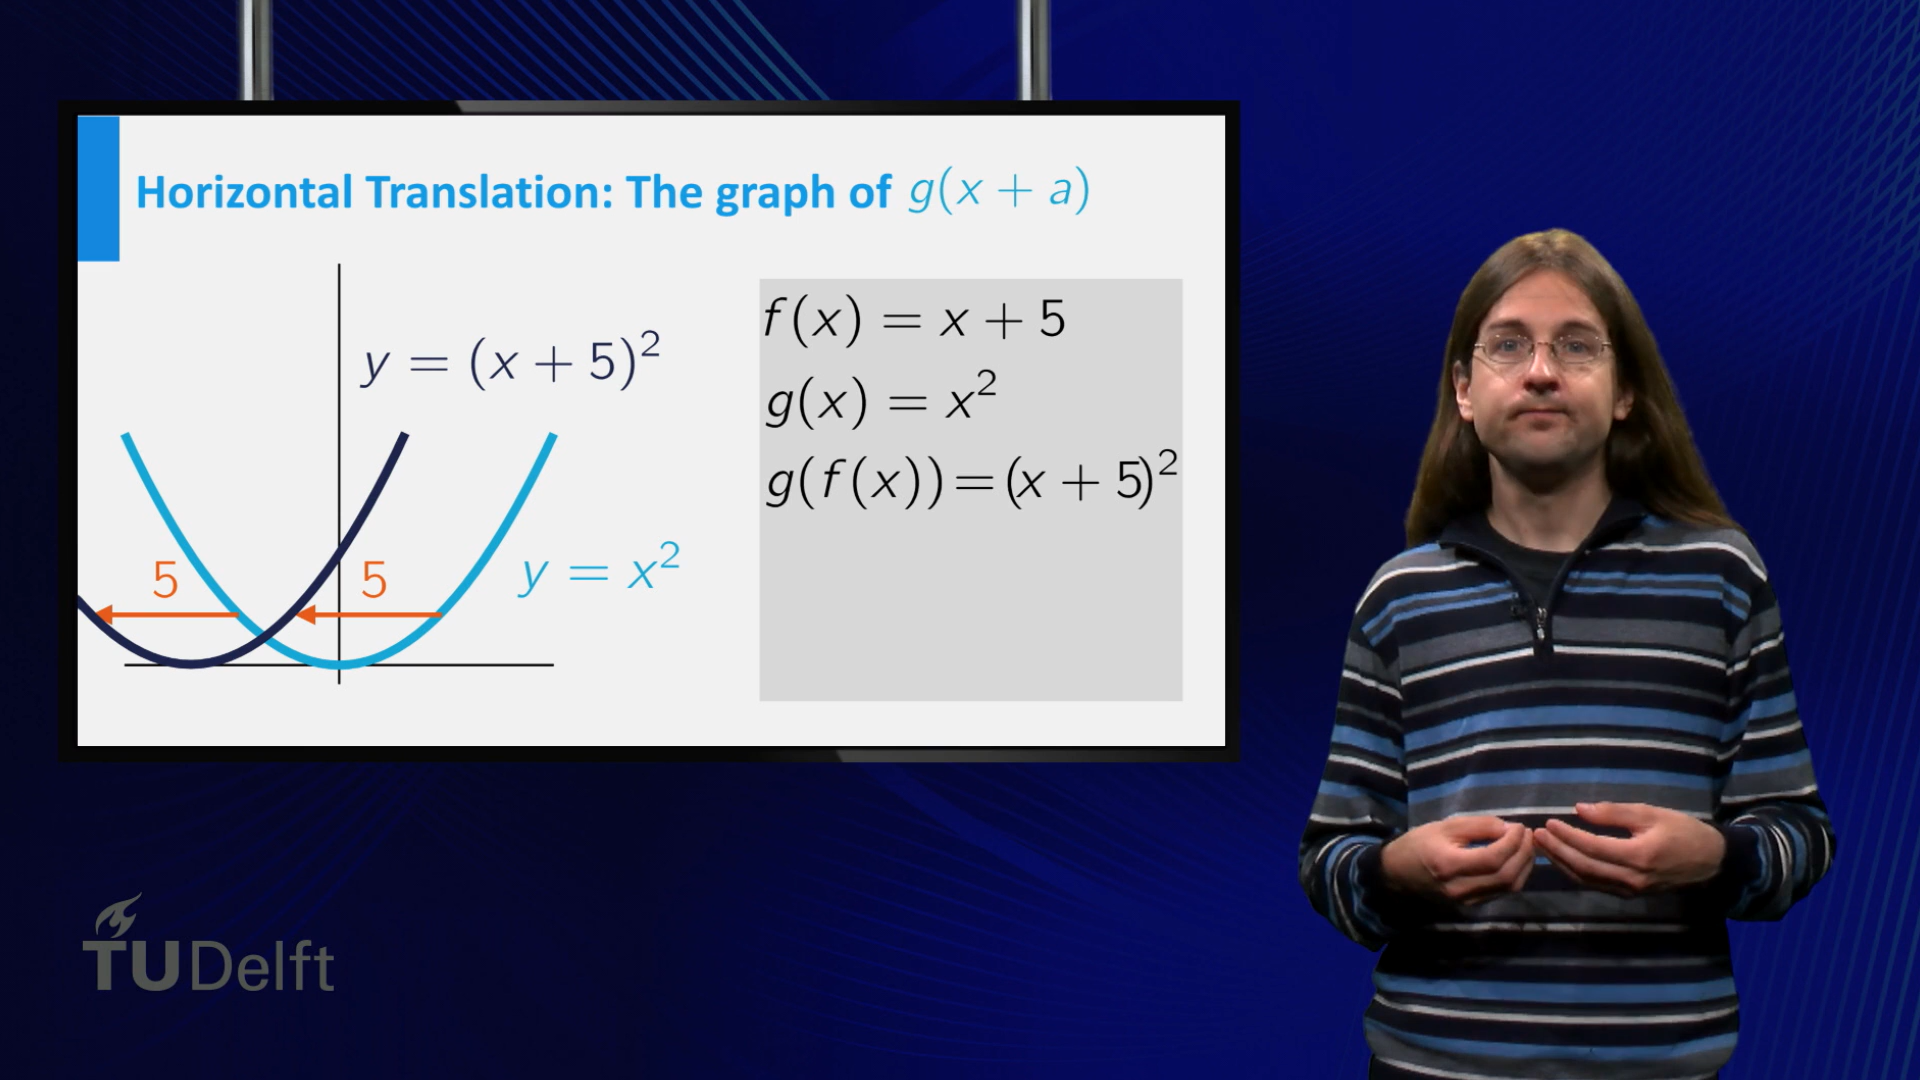 Horizontal Translation: The graph of g(x + a)
y = (x + 5)²
5
5
y = x²
f(x) = x + 5
g(x) = x²
g(f(x)) = (x + 5)²
TUDelft